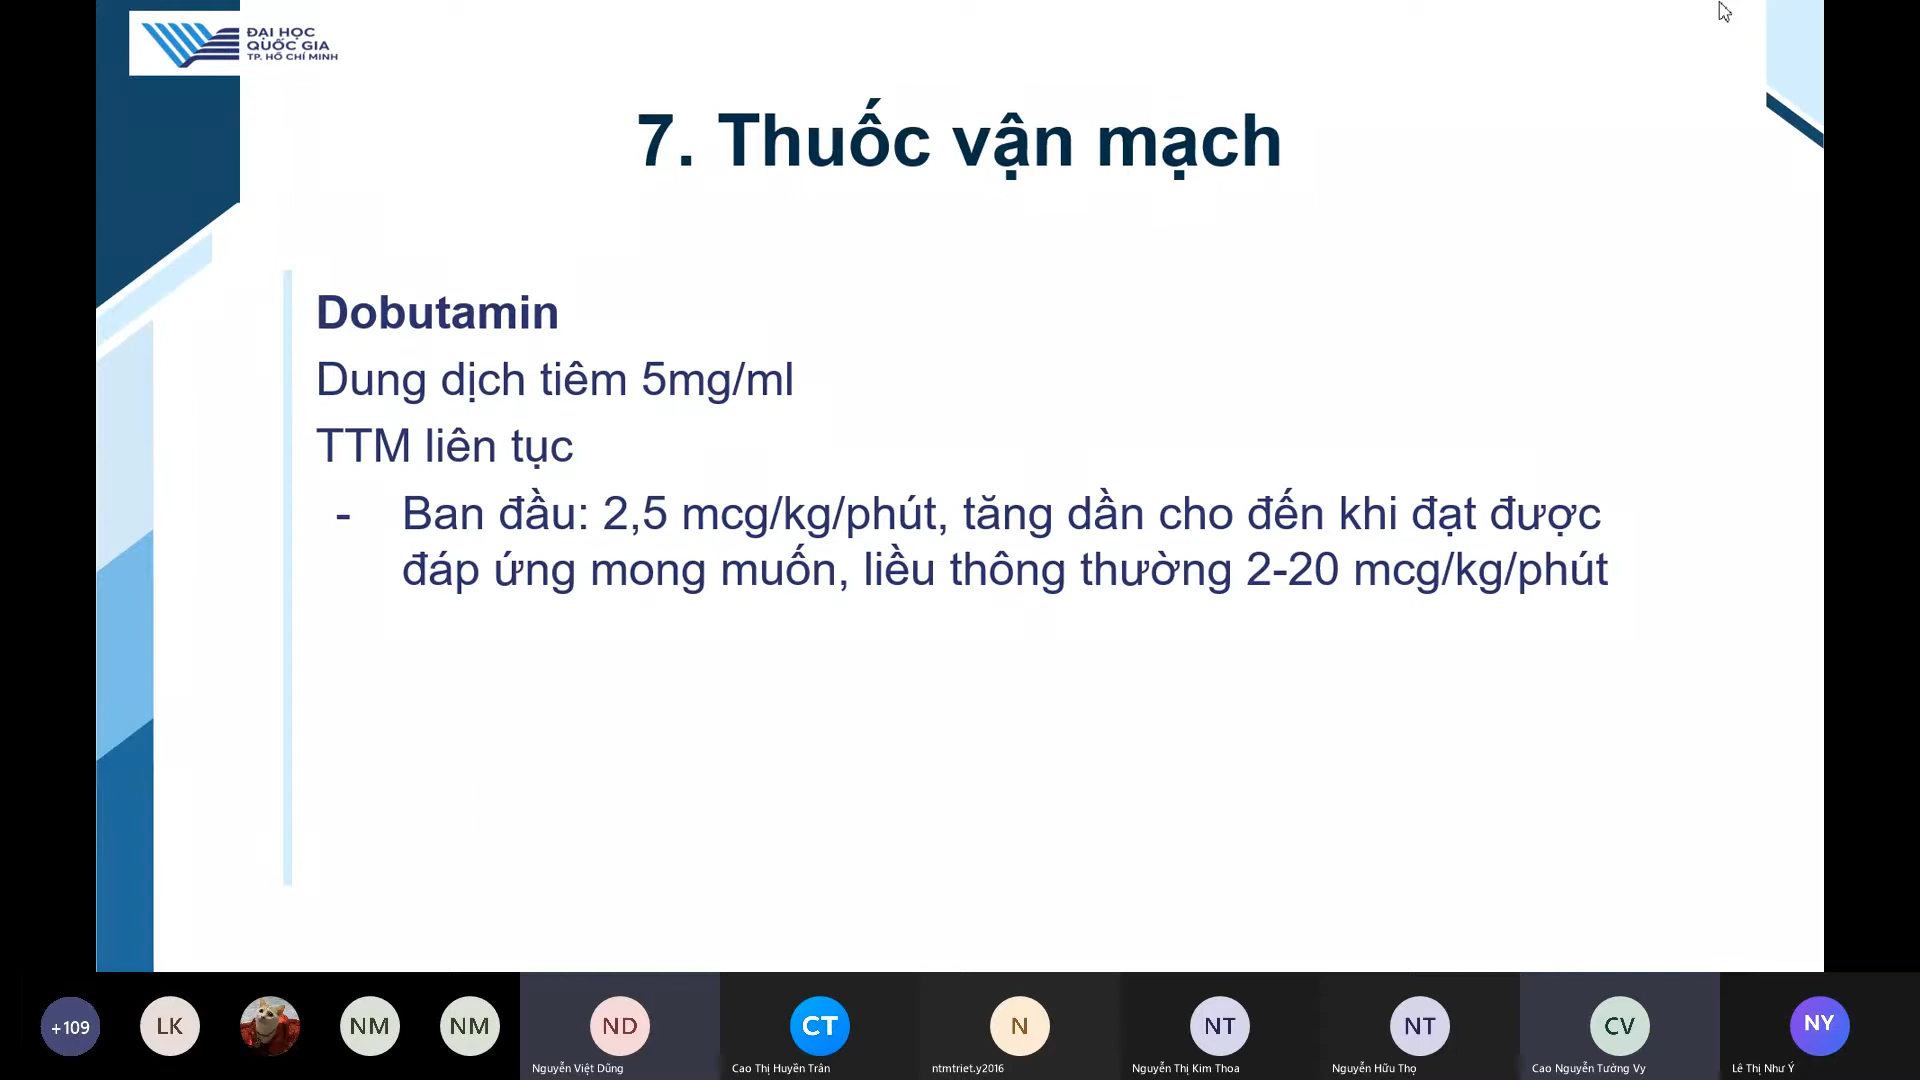 ĐẠI HỌC
QUỐC GIA
TP. HỒ CHÍ MINH
7. Thuốc vận mạch
Dobutamin
Dung dịch tiêm 5mg/ml
TTM liên tục
- Ban đầu: 2,5 mcg/kg/phút, tăng dần cho đến khi đạt được
đáp ứng mong muốn, liều thông thường 2-20 mcg/kg/phút
+109
LK
NM
NM
ND
CT
N
NT
NT
CV
NY
Nguyễn Việt Dũng
Cao Thị Huyền Trân
ntmtriet.y2016
Nguyễn Thị Kim Thoa
Nguyễn Hữu Thọ
Cao Nguyễn Tường Vy
Lê Thị Như Ý